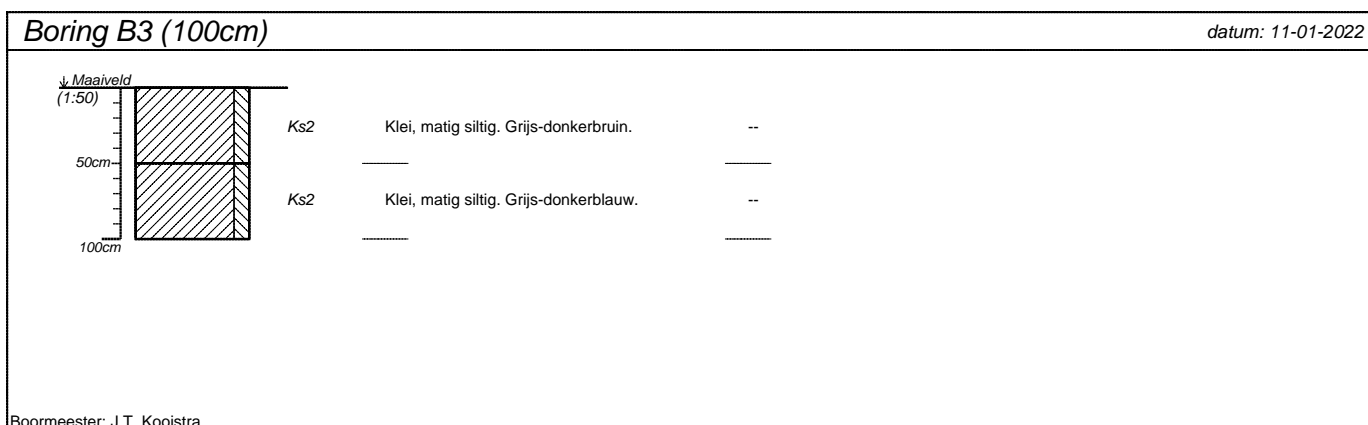 Boring B3 (100cm)
datum: 11-01-2022
Maaiveld
(1:50)
Ks2 Klei, matig siltig. Grijs-donkerbruin. --
50cm
Ks2 Klei, matig siltig. Grijs-donkerblauw. --
100cm
Boormeester: J.T. Kooistra